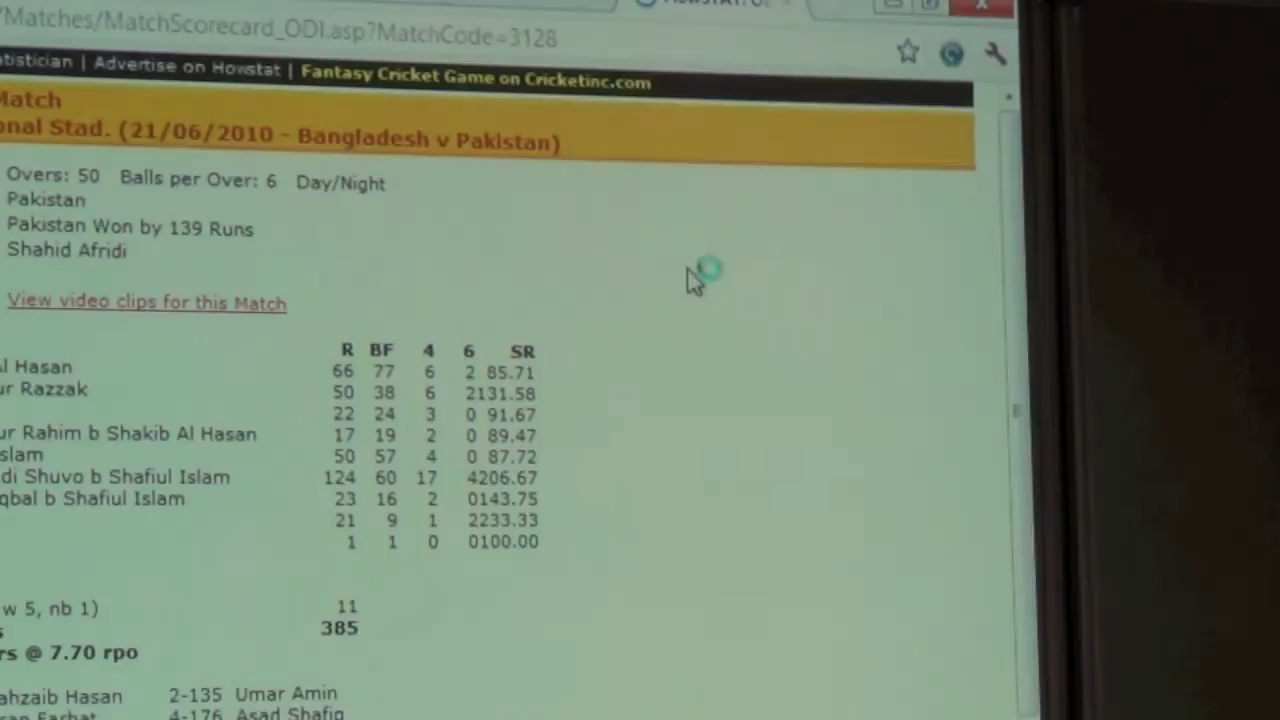 /Matches/MatchScorecard_ODI.asp?MatchCode=3128
tistician | Advertise on Howstat | Fantasy Cricket Game on Cricketinc.com
Match
onal Stad. (21/06/2010 - Bangladesh v Pakistan)
Overs: 50 Balls per Over: 6 Day/Night
Pakistan
Pakistan Won by 139 Runs
Shahid Afridi
View video clips for this Match
R BF 4 6 SR
Al Hasan 66 77 6 2 85.71
ur Razzak 50 38 6 2131.58
22 24 3 0 91.67
ur Rahim b Shakib Al Hasan 17 19 2 0 89.47
slam 50 57 4 0 87.72
di Shuvo b Shafiul Islam 124 60 17 4206.67
qbal b Shafiul Islam 23 16 2 0143.75
21 9 1 2233.33
1 1 0 0100.00
w 5, nb 1) 11
s 385
rs @ 7.70 rpo
ahzaib Hasan 2-135 Umar Amin
ran Farhat 4-176 Asad Shafiq